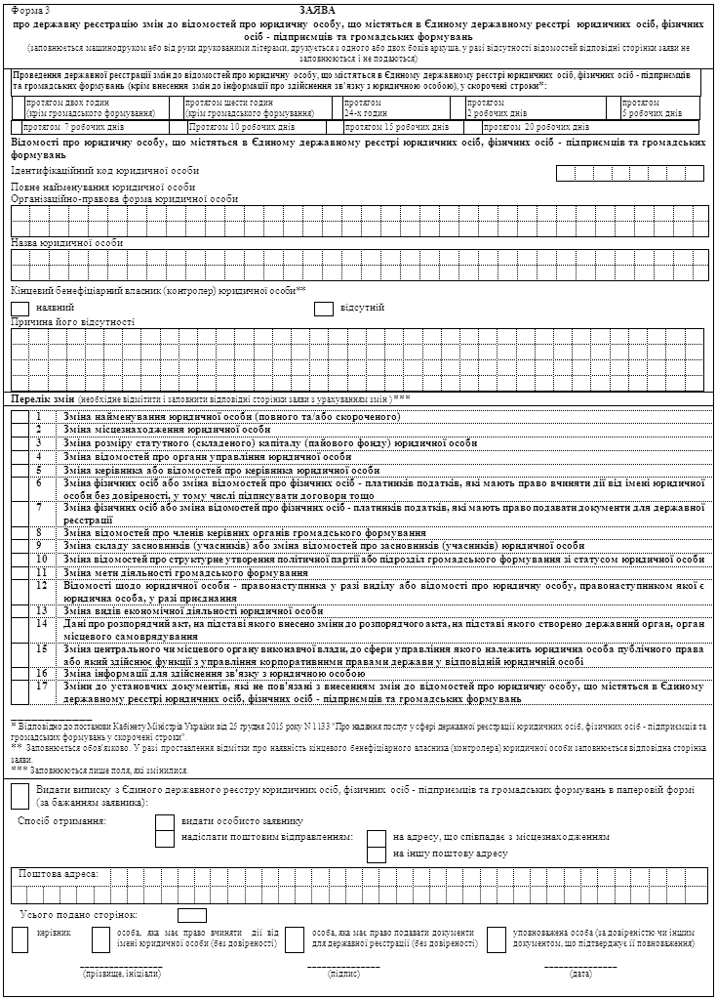 Форма 3
ЗАЯВА
про державну реєстрацію змін до відомостей про юридичну особу, що містяться в Єдиному державному реєстрі юридичних осіб, фізичних
осіб - підприємців та громадських формувань
(заповнюється машинодруком або від руки друкованими літерами, друкується з одного або двох боків аркуша, у разі відсутності відомостей відповідні сторінки заяви не
заповнюються і не подаються)
Проведення державної реєстрації змін до відомостей про юридичну особу, що містяться в Єдиному державному реєстрі юридичних осіб, фізичних осіб - підприємців
та громадських формувань (крім внесення змін до інформації про здійснення зв'язку з юридичною особою), у скорочені строки*:
протягом двох годин
(крім громадського формування)
протягом шести годин
(крім громадського формування)
протягом
24-х годин
протягом
2 робочих днів
протягом
5 робочих днів
протягом 7 робочих днів
Протягом 10 робочих днів
протягом 15 робочих днів
протягом 20 робочих днів
Відомості про юридичну особу, що містяться в Єдиному державному реєстрі юридичних осіб, фізичних осіб - підприємців та громадських
формувань
Ідентифікаційний код юридичної особи
Повне найменування юридичної особи
Організаційно-правова форма юридичної особи
Назва юридичної особи
Кінцевий бенефіціарний власник (контролер) юридичної особи**
наявний
відсутній
Причина його відсутності
Перелік змін (необхідне відмітити і заповнити відповідні сторінки заяви з урахуванням змін ) ***
1 Зміна найменування юридичної особи (повного та/або скороченого)
2 Зміна місцезнаходження юридичної особи
3 Зміна розміру статутного (складеного) капіталу (пайового фонду) юридичної особи
4 Зміна відомостей про органи управління юридичної особи
5 Зміна керівника або відомостей про керівника юридичної особи
6 Зміна фізичних осіб або зміна відомостей про фізичних осіб - платників податків, які мають право вчиняти дії від імені юридичної
особи без довіреності, у тому числі підписувати договори тощо
7 Зміна фізичних осіб або зміна відомостей про фізичних осіб - платників податків, які мають право подавати документи для державної
реєстрації
8 Зміна відомостей про членів керівних органів громадського формування
9 Зміна складу засновників (учасників) або зміна відомостей про засновників (учасників) юридичної особи
10 Зміна відомостей про структурне утворення політичної партії або підрозділ громадського формування зі статусом юридичної особи
11 Зміна мети діяльності громадського формування
12 Відомості щодо юридичної особи - правонаступника у разі виділу або відомості про юридичну особу, правонаступником якої є
юридична особа, у разі приєднання
13 Зміна видів економічної діяльності юридичної особи
14 Дані про розпорядчий акт, на підставі якого внесено зміни до розпорядчого акта, на підставі якого створено державний орган, орган
місцевого самоврядування
15 Зміна центрального чи місцевого органу виконавчої влади, до сфери управління якого належить юридична особа публічного права
або який здійснює функції з управління корпоративними правами держави у відповідній юридичній особі
16 Зміна інформації для здійснення зв'язку з юридичною особою
17 Зміни до установчих документів, які не пов'язані з внесенням змін до відомостей про юридичну особу, що містяться в Єдиному
державному реєстрі юридичних осіб, фізичних осіб - підприємців та громадських формувань
* Відповідно до постанови Кабінету Міністрів України від 25 грудня 2015 року N 1133 "Про надання послуг у сфері державної реєстрації юридичних осіб, фізичних осіб - підприємців та
громадських формувань у скорочені строки".
** Заповнюється обов'язково. У разі проставлення відмітки про наявність кінцевого бенефіціарного власника (контролера) юридичної особи заповнюється відповідна сторінка
заяви.
*** Заповнюються лише поля, які змінилися.
Видати виписку з Єдиного державного реєстру юридичних осіб, фізичних осіб - підприємців та громадських формувань в паперовій формі
(за бажанням заявника):
Спосіб отримання:
видати особисто заявнику
надіслати поштовим відправленням:
на адресу, що співпадає з місцезнаходженням
на іншу поштову адресу
Поштова адреса:
Усього подано сторінок:
керівник
особа, яка має право вчиняти дії від
імені юридичної особи (без довіреності)
особа, яка має право подавати документи
для державної реєстрації (без довіреності)
уповноважена особа (за довіреністю чи іншим
документом, що підтверджує її повноваження)
(прізвище, ініціали)
(підпис)
(дата)